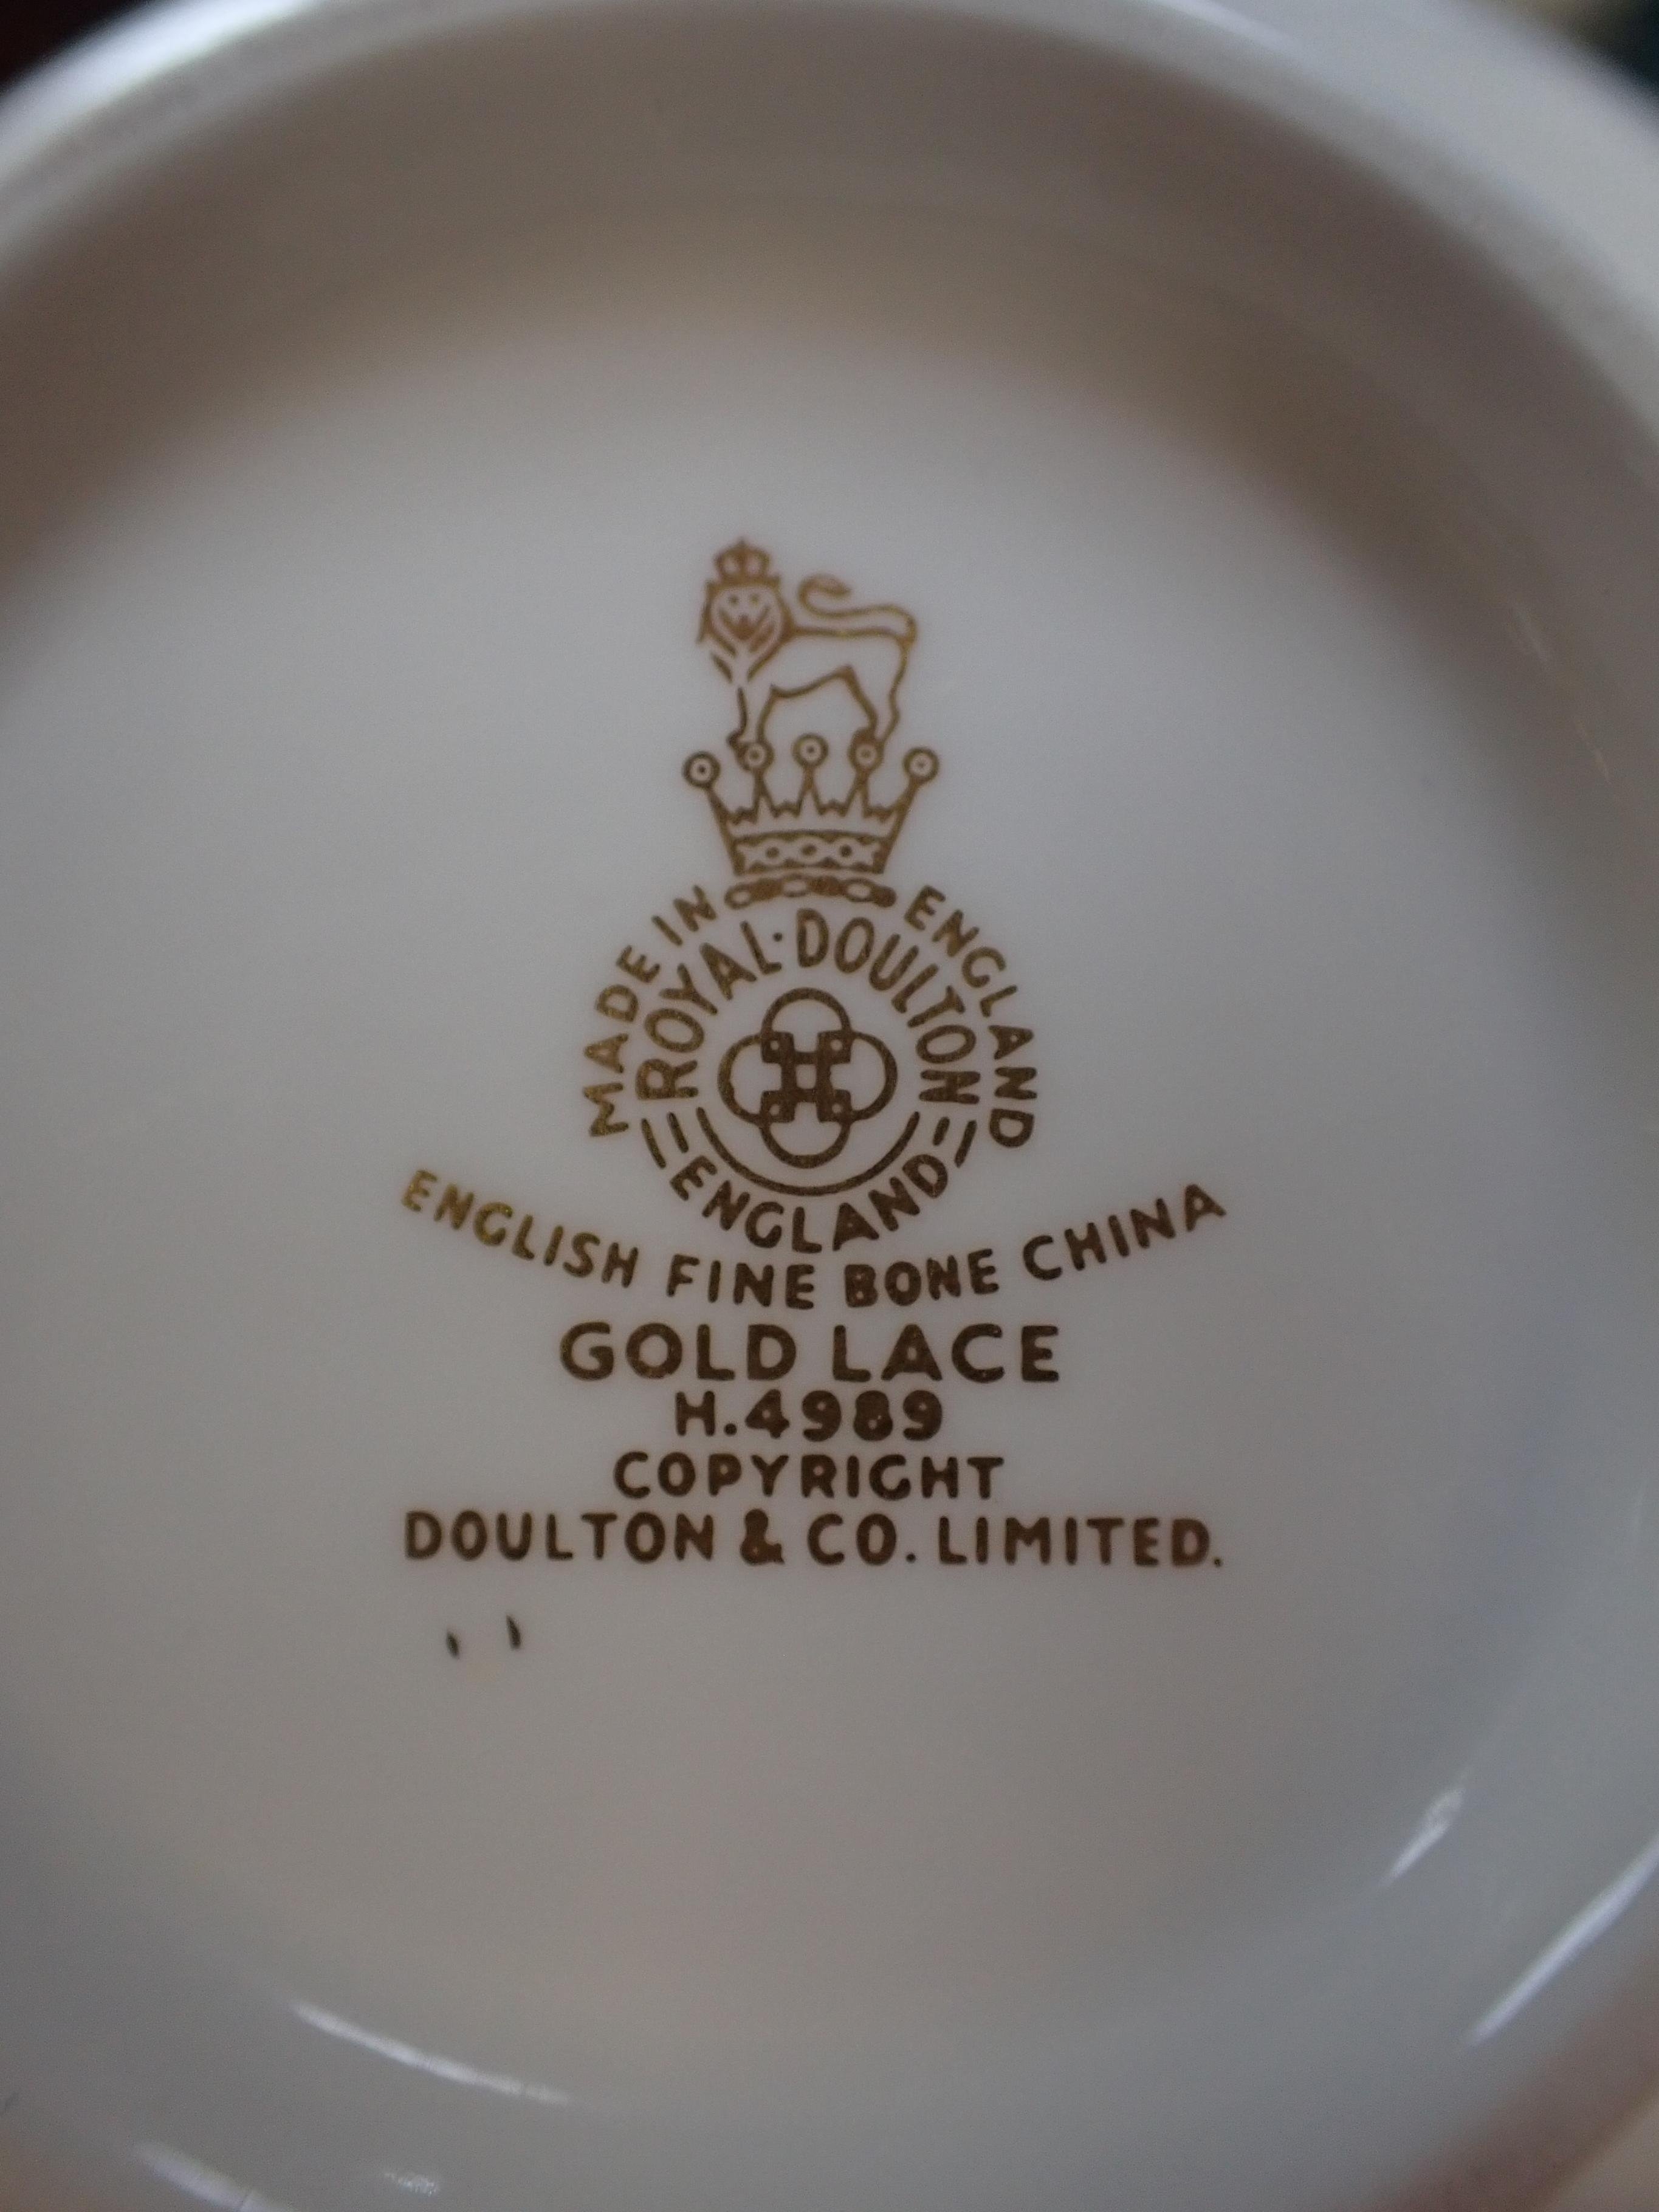 MADE IN ENGLAND
ROYAL·DOULTON
ENGLAND
ENGLISH FINE BONE CHINA
GOLD LACE
H.4989
COPYRIGHT
DOULTON & CO. LIMITED.